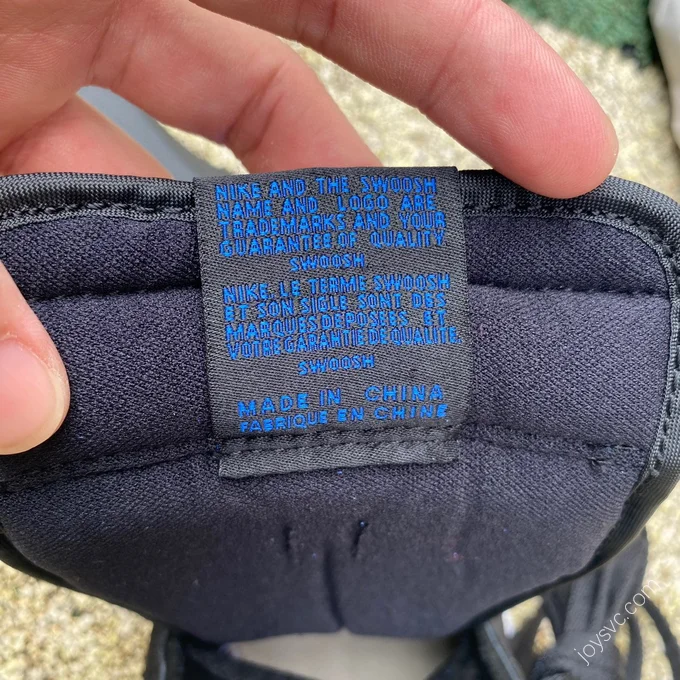 NIKE AND THE SWOOSH
NAME AND LOGO ARE
TRADEMARKS AND YOUR
GUARANTEE OF QUALITY
SWOOSH
NIKE, LE TERME SWOOSH
ET SON SIGLE SONT DES
MARQUES DEPOSEES ET
VOTRE GARANTIE DE QUALITE.
SWOOSH
MADE IN CHINA
FABRIQUE EN CHINE
joysvc.com